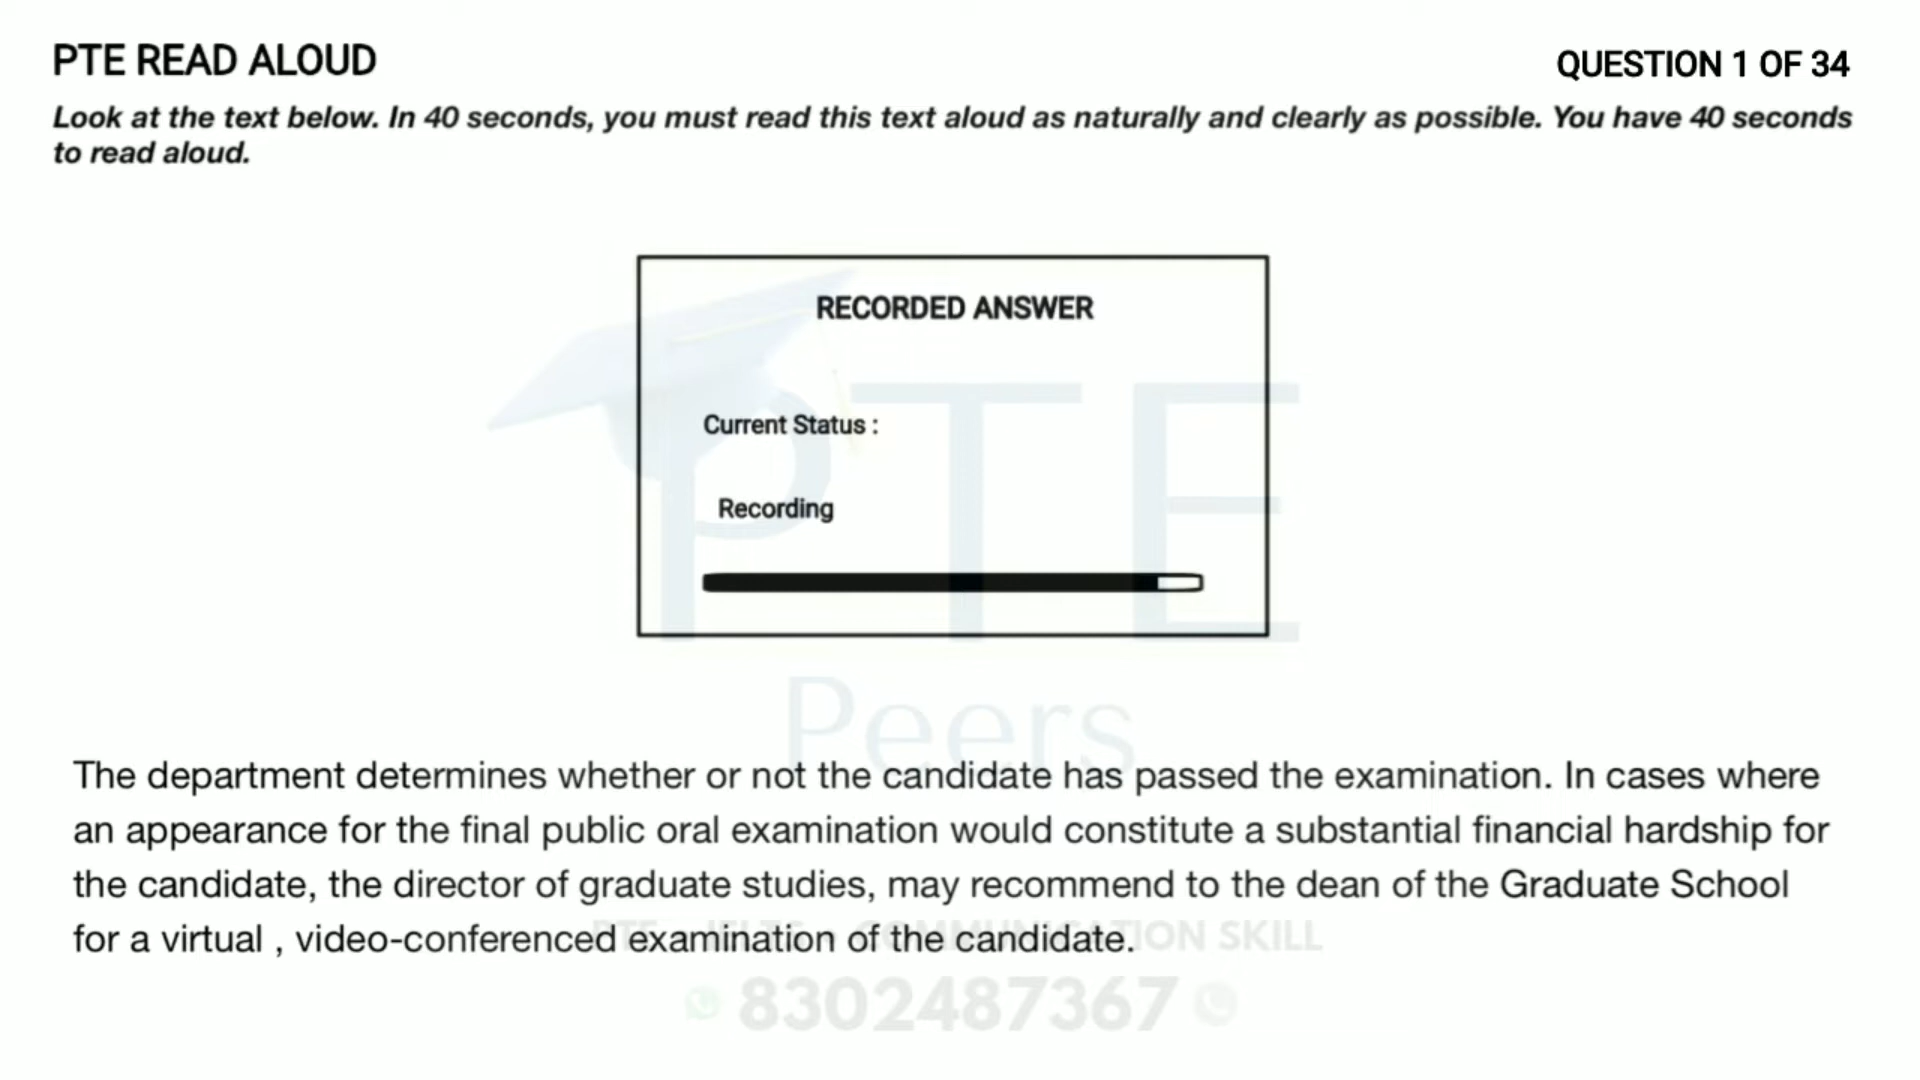 PTE READ ALOUD
QUESTION 1 OF 34
Look at the text below. In 40 seconds, you must read this text aloud as naturally and clearly as possible. You have 40 seconds
to read aloud.
RECORDED ANSWER
Current Status :
Recording
PTE
Peers
The department determines whether or not the candidate has passed the examination. In cases where
an appearance for the final public oral examination would constitute a substantial financial hardship for
the candidate, the director of graduate studies, may recommend to the dean of the Graduate School
for a virtual , video-conferenced examination of the candidate.
PTE - IELTS - COMMUNICATION SKILL
8302487367